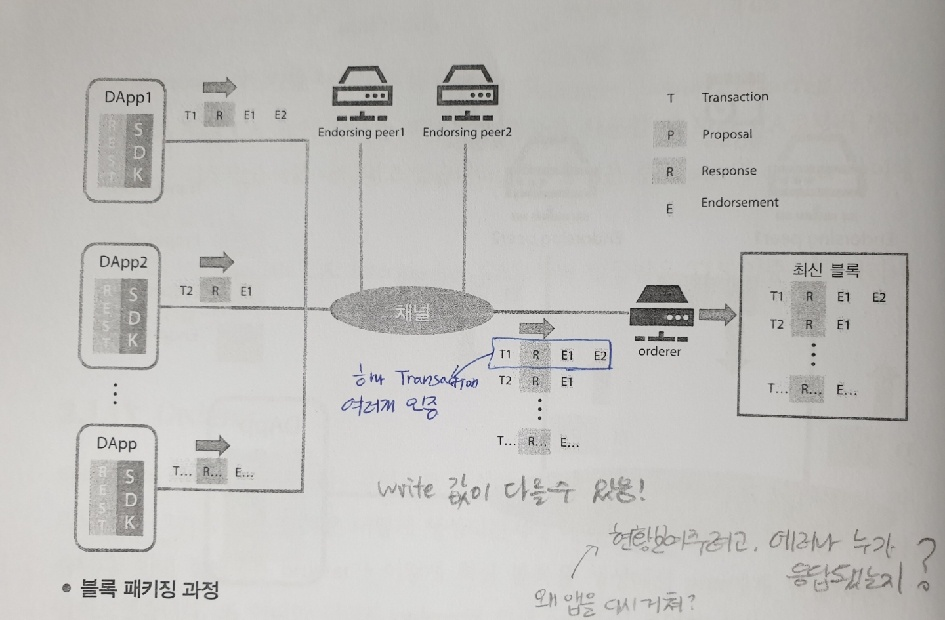 DApp1
REST
SDK
T1 R E1 E2
Endorsing peer1
Endorsing peer2
T Transaction
P Proposal
R Response
E Endorsement
DApp2
REST
SDK
T2 R E1
채널
orderer
최신 블록
T1 R E1 E2
T2 R E1
R... E...
T1 R E1 E2
T2 R E1
T... R... E...
하나 Transaction
여러개 인증
DApp
REST
SDK
T... R... E...
write 값이 다를수 있음!
현황보여주려고, 에러나 누가
응답했는지?
왜 앱을 다시 거쳐?
• 블록 패키징 과정